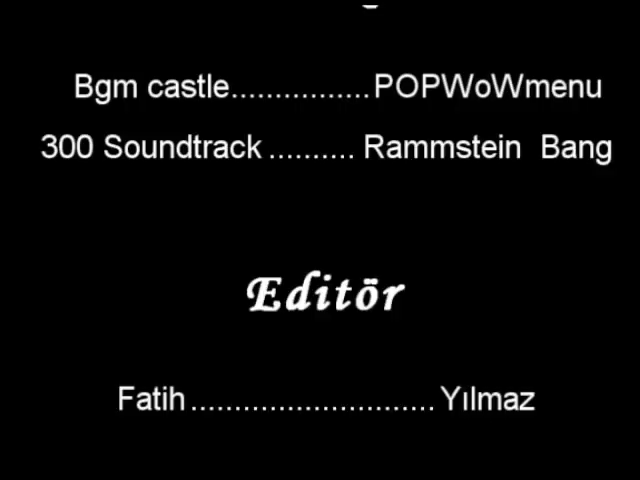 Bgm castle................POPWoWmenu
300 Soundtrack .......... Rammstein Bang
Editör
Fatih ............................ Yılmaz